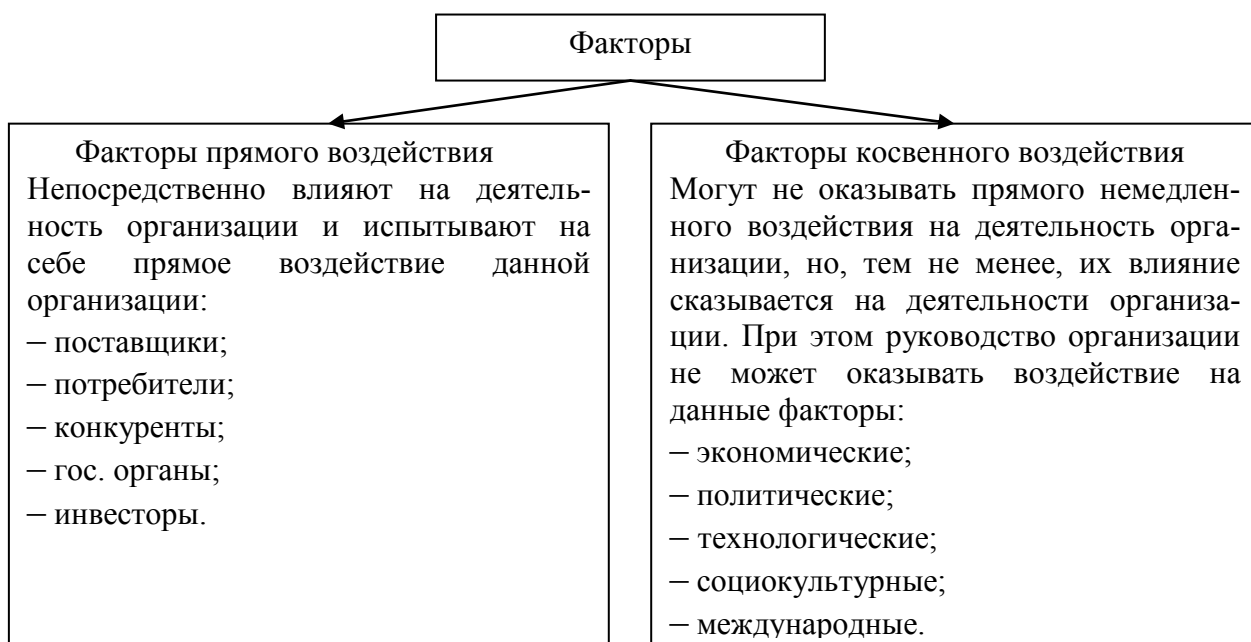 Факторы
Факторы прямого воздействия
Непосредственно влияют на деятель-
ность организации и испытывают на
себе прямое воздействие данной
организации:
– поставщики;
– потребители;
– конкуренты;
– гос. органы;
– инвесторы.
Факторы косвенного воздействия
Могут не оказывать прямого немедлен-
ного воздействия на деятельность орга-
низации, но, тем не менее, их влияние
сказывается на деятельности организа-
ции. При этом руководство организации
не может оказывать воздействие на
данные факторы:
– экономические;
– политические;
– технологические;
– социокультурные;
– международные.